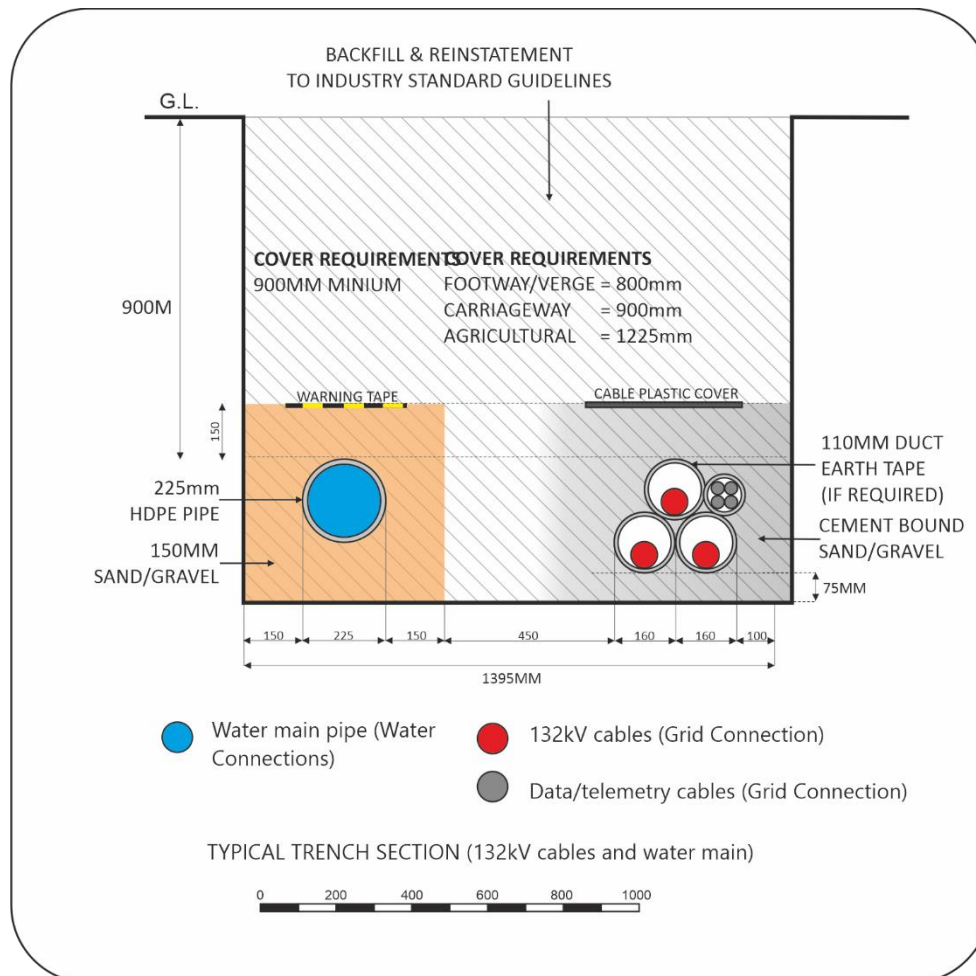 BACKFILL & REINSTATEMENT
TO INDUSTRY STANDARD GUIDELINES
G.L.
COVER REQUIREMENTS
900MM MINIUM
COVER REQUIREMENTS
FOOTWAY/VERGE = 800mm
CARRIAGEWAY = 900mm
AGRICULTURAL = 1225mm
900M
WARNING TAPE
CABLE PLASTIC COVER
150
110MM DUCT
EARTH TAPE
(IF REQUIRED)
225mm
HDPE PIPE
CEMENT BOUND
SAND/GRAVEL
150MM
SAND/GRAVEL
75MM
150 225 150 450 160 160 100
1395MM
Water main pipe (Water
Connections)
132kV cables (Grid Connection)
Data/telemetry cables (Grid Connection)
TYPICAL TRENCH SECTION (132kV cables and water main)
0 200 400 600 800 1000